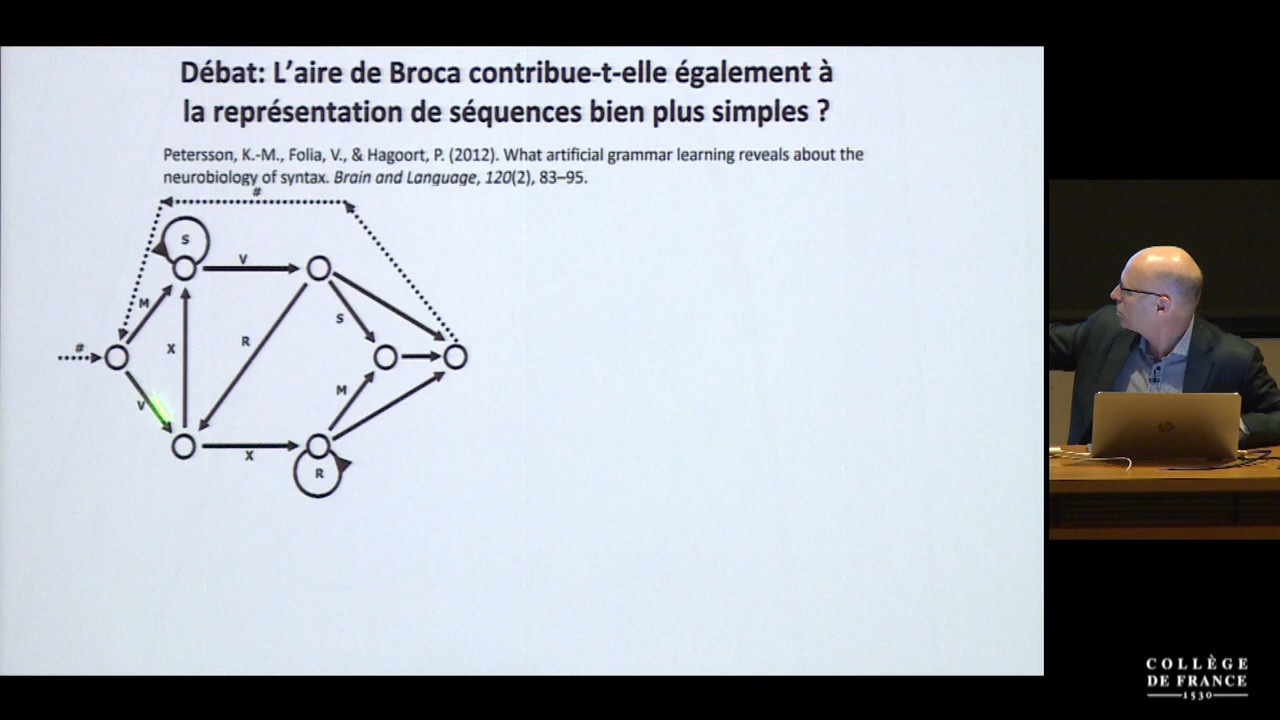 Débat: L'aire de Broca contribue-t-elle également à
la représentation de séquences bien plus simples ?
Petersson, K.-M., Folia, V., & Hagoort, P. (2012). What artificial grammar learning reveals about the
neurobiology of syntax. Brain and Language, 120(2), 83–95.
#
S
V
M
S
#
X
R
V
M
X
R
COLLÈGE
DE FRANCE
1530